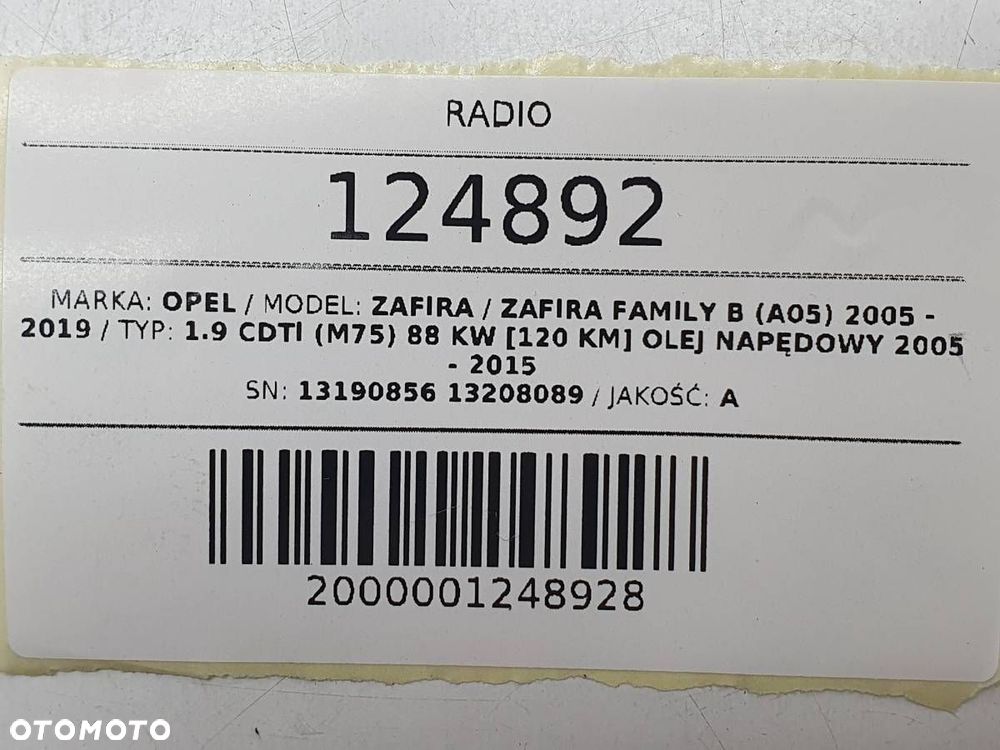 RADIO
124892
MARKA: OPEL / MODEL: ZAFIRA / ZAFIRA FAMILY B (A05) 2005 -
2019 / TYP: 1.9 CDTI (M75) 88 KW [120 KM] OLEJ NAPĘDOWY 2005
- 2015
SN: 13190856 13208089 / JAKOŚĆ: A
2000001248928
OTOMOTO